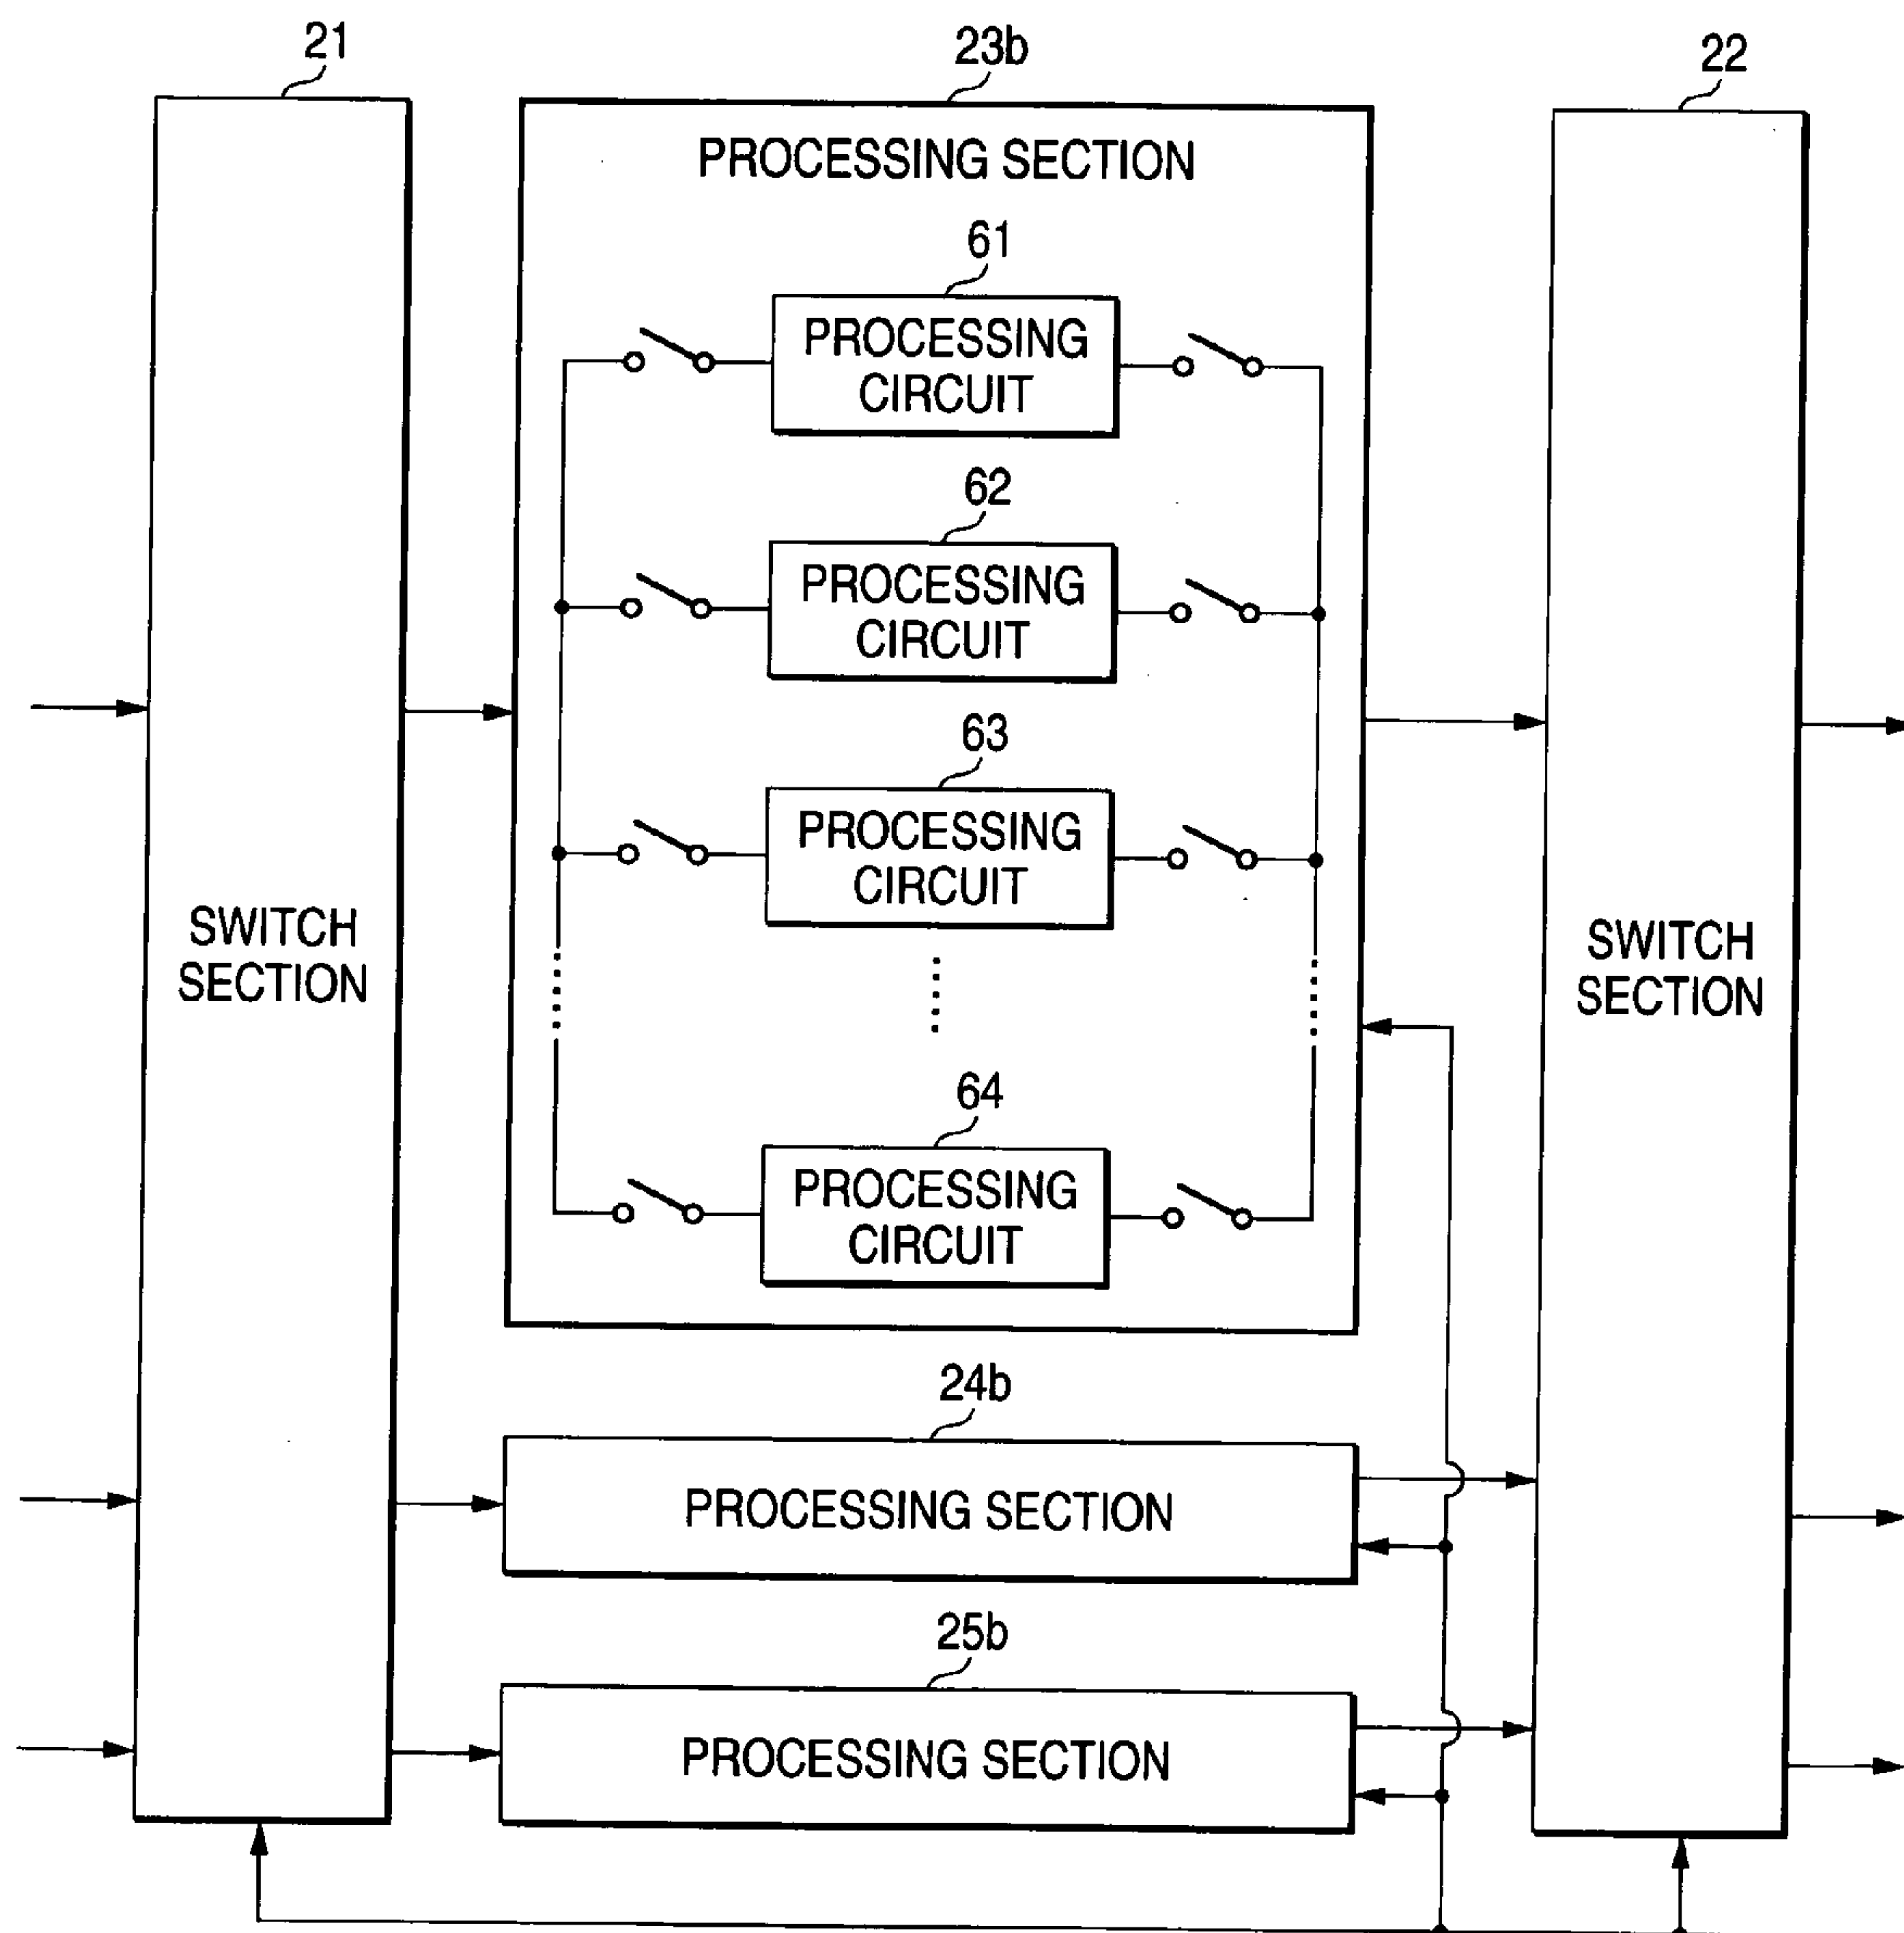 21
23b
22
PROCESSING SECTION
61
PROCESSING
CIRCUIT
62
PROCESSING
CIRCUIT
63
PROCESSING
CIRCUIT
SWITCH
SECTION
SWITCH
SECTION
64
PROCESSING
CIRCUIT
24b
PROCESSING SECTION
25b
PROCESSING SECTION